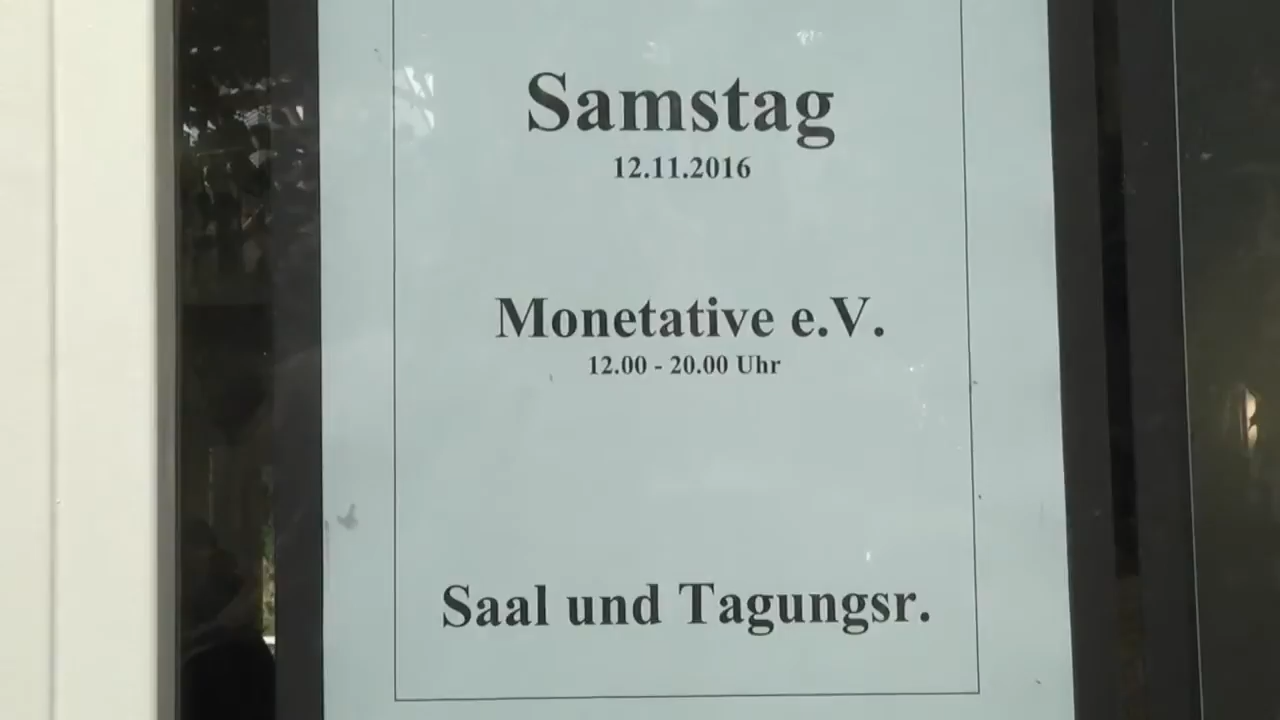 Samstag
12.11.2016
Monetative e.V.
12.00 - 20.00 Uhr
Saal und Tagungsr.